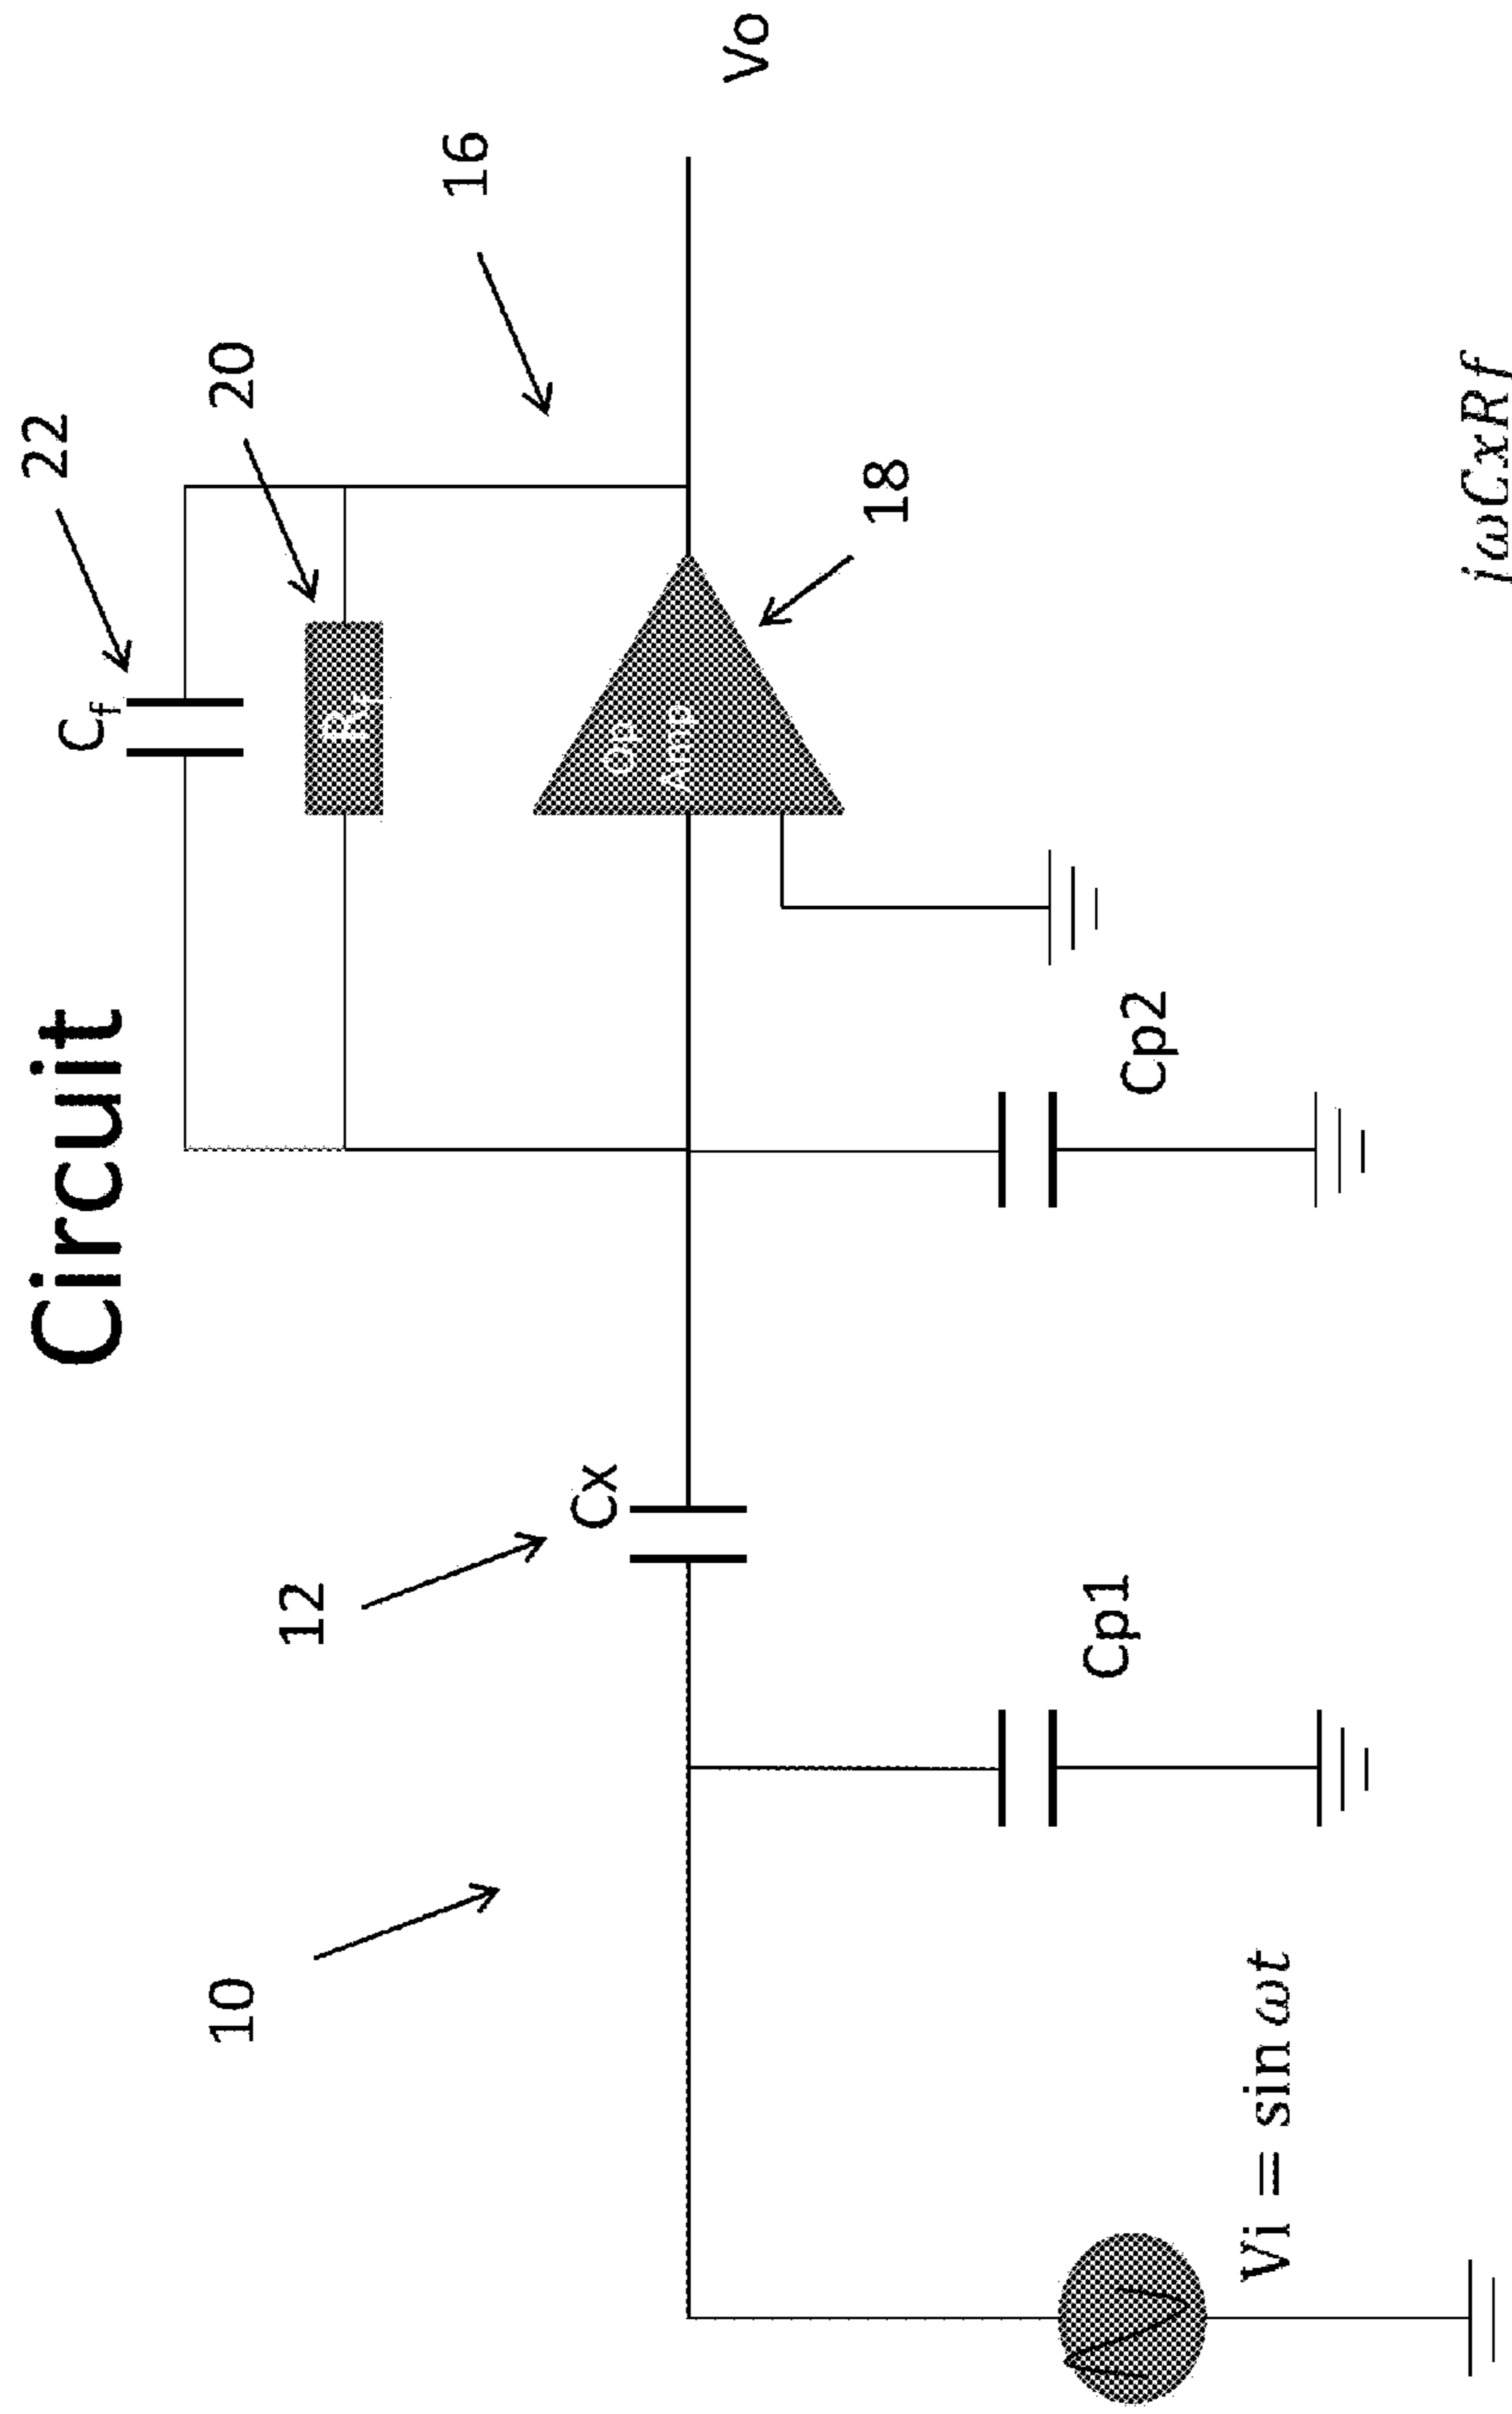 Circuit
22
Cf
20
Rf
16
Vo
Op
Amp
18
12
Cx
10
Cp1
Cp2
Vi = sin ωt
jωCxRf